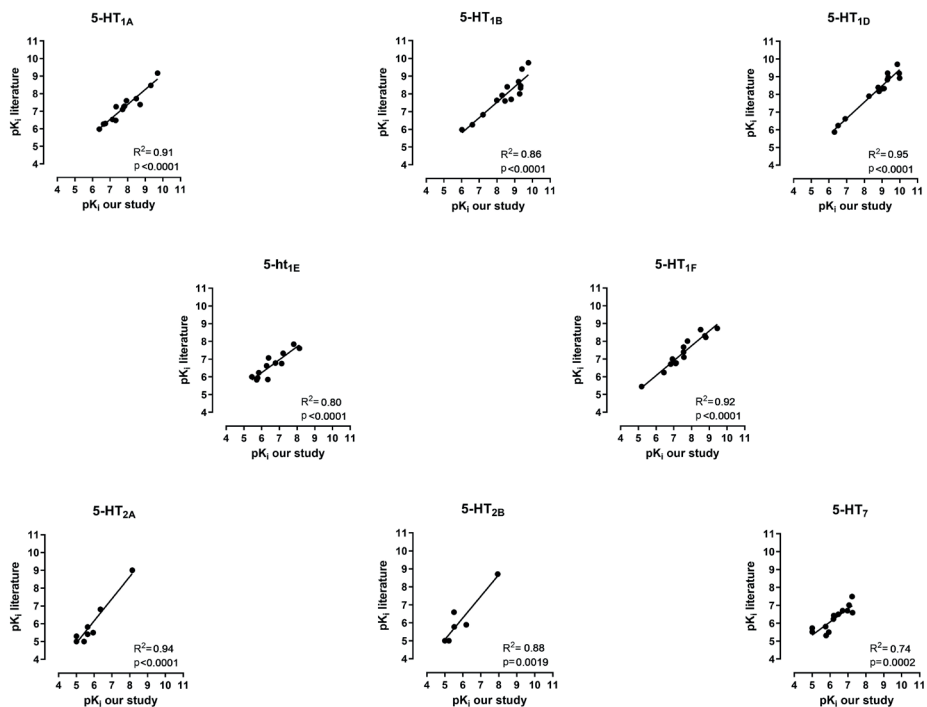 5-HT1A
5-HT1B
5-HT1D
11
10
9
8
7
6
5
4
pKi literature
R2=0.91
p<0.0001
4 5 6 7 8 9 10 11
pKi our study
11
10
9
8
7
6
5
4
pKi literature
R2=0.86
p<0.0001
4 5 6 7 8 9 10 11
pKi our study
11
10
9
8
7
6
5
4
pKi literature
R2=0.95
p<0.0001
4 5 6 7 8 9 10 11
pKi our study
5-ht1E
5-HT1F
11
10
9
8
7
6
5
4
pKi literature
R2=0.80
p<0.0001
4 5 6 7 8 9 10 11
pKi our study
11
10
9
8
7
6
5
4
pKi literature
R2=0.92
p<0.0001
4 5 6 7 8 9 10 11
pKi our study
5-HT2A
5-HT2B
5-HT7
11
10
9
8
7
6
5
4
pKi literature
R2=0.94
p<0.0001
4 5 6 7 8 9 10 11
pKi our study
11
10
9
8
7
6
5
4
pKi literature
R2=0.88
p=0.0019
4 5 6 7 8 9 10 11
pKi our study
11
10
9
8
7
6
5
4
pKi literature
R2=0.74
p=0.0002
4 5 6 7 8 9 10 11
pKi our study